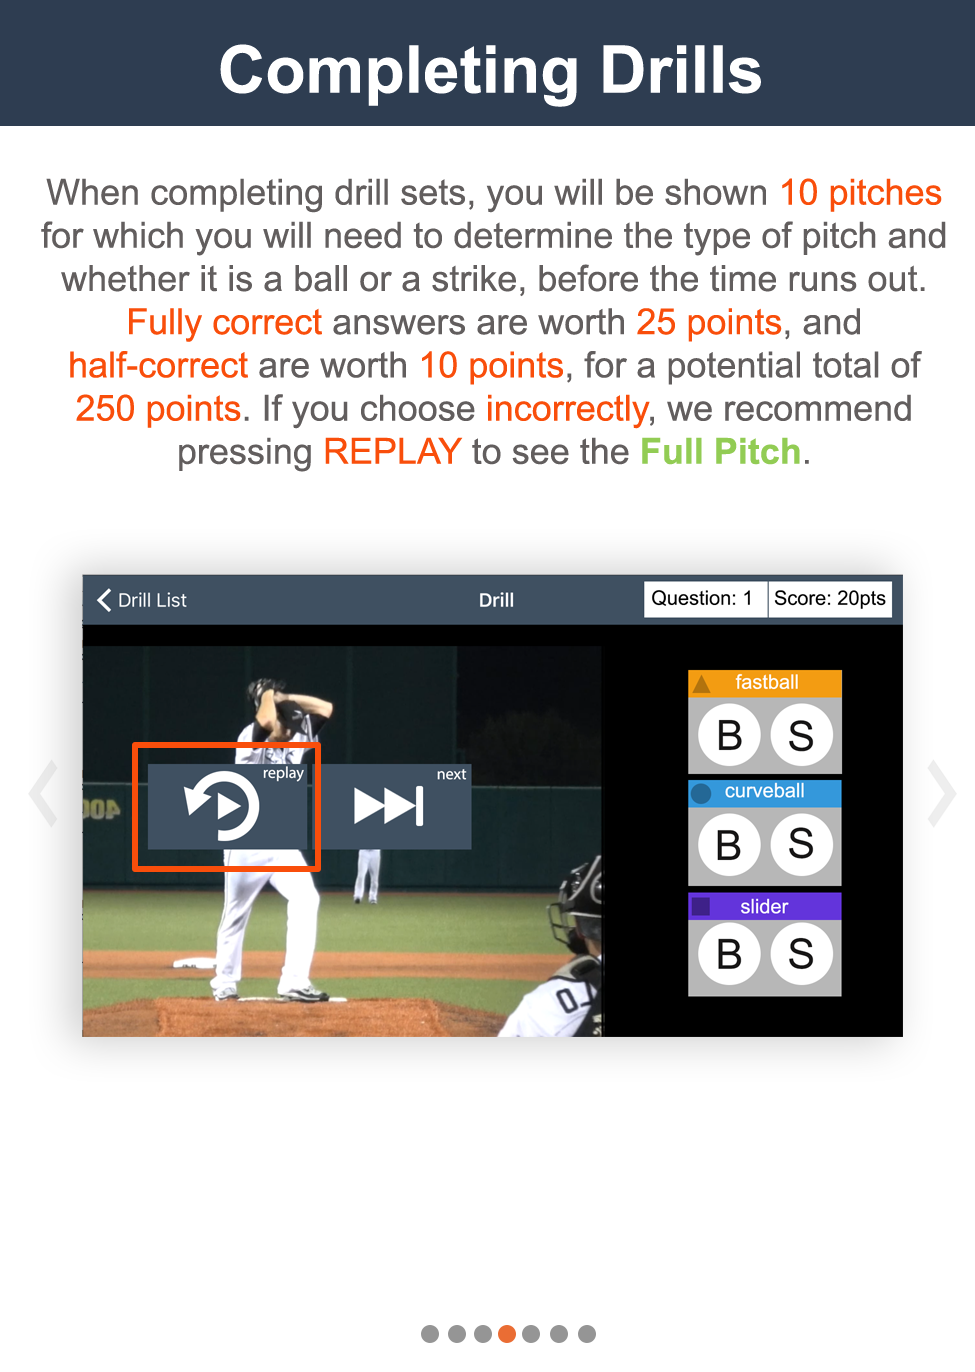 Completing Drills
When completing drill sets, you will be shown 10 pitches
for which you will need to determine the type of pitch and
whether it is a ball or a strike, before the time runs out.
Fully correct answers are worth 25 points, and
half-correct are worth 10 points, for a potential total of
250 points. If you choose incorrectly, we recommend
pressing REPLAY to see the Full Pitch.
Drill List
Drill
Question: 1
Score: 20pts
replay
next
400
fastball
B S
curveball
B S
slider
B S